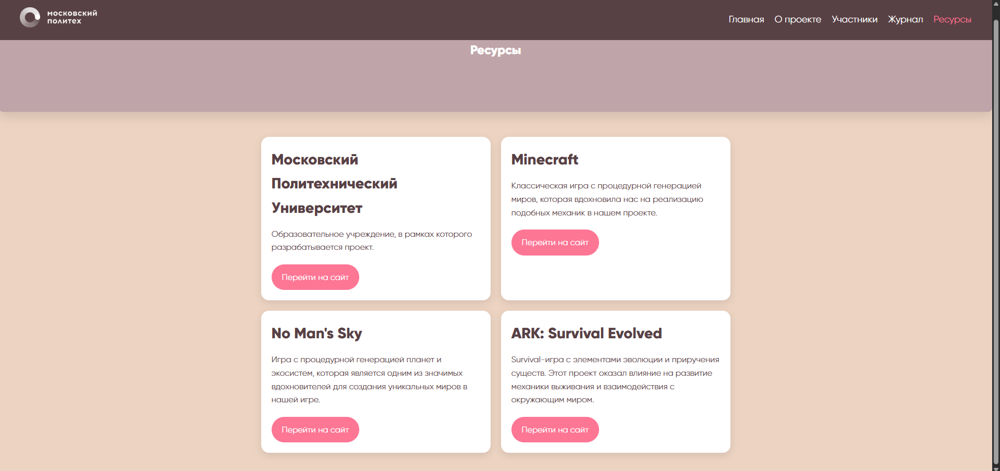 московский
политех
Главная О проекте Участники Журнал Ресурсы
Ресурсы
Московский
Политехнический
Университет
Образовательное учреждение, в рамках которого
разрабатывается проект.
Перейти на сайт
Minecraft
Классическая игра с процедурной генерацией
миров, которая вдохновила нас на реализацию
подобных механик в нашем проекте.
Перейти на сайт
No Man's Sky
Игра с процедурной генерацией планет и
экосистем, которая является одним из значимых
вдохновителей для создания уникальных миров в
нашей игре.
Перейти на сайт
ARK: Survival Evolved
Survival-игра с элементами эволюции и приручения
существ. Этот проект оказал влияние на развитие
механики выживания и взаимодействия с
окружающим миром.
Перейти на сайт